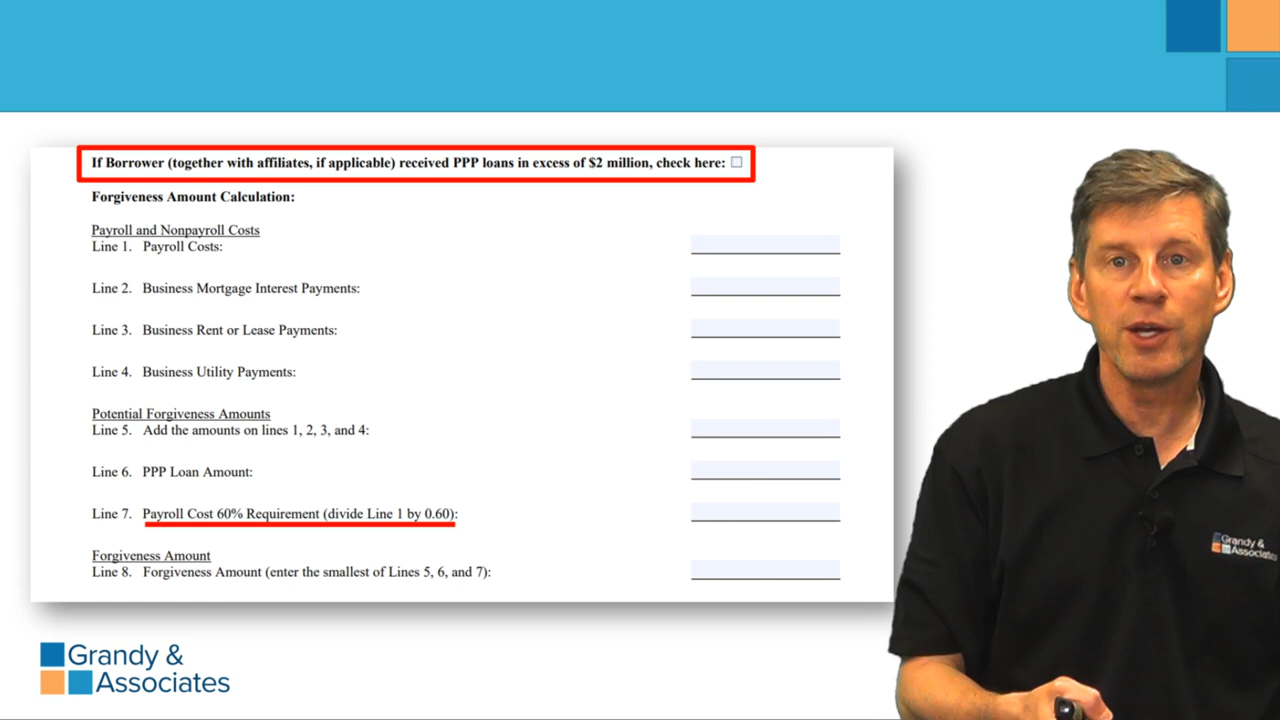 If Borrower (together with affiliates, if applicable) received PPP loans in excess of $2 million, check here:
Forgiveness Amount Calculation:
Payroll and Nonpayroll Costs
Line 1. Payroll Costs:
Line 2. Business Mortgage Interest Payments:
Line 3. Business Rent or Lease Payments:
Line 4. Business Utility Payments:
Potential Forgiveness Amounts
Line 5. Add the amounts on lines 1, 2, 3, and 4:
Line 6. PPP Loan Amount:
Line 7. Payroll Cost 60% Requirement (divide Line 1 by 0.60):
Forgiveness Amount
Line 8. Forgiveness Amount (enter the smallest of Lines 5, 6, and 7):
Grandy &
Associates
Grandy &
Associates